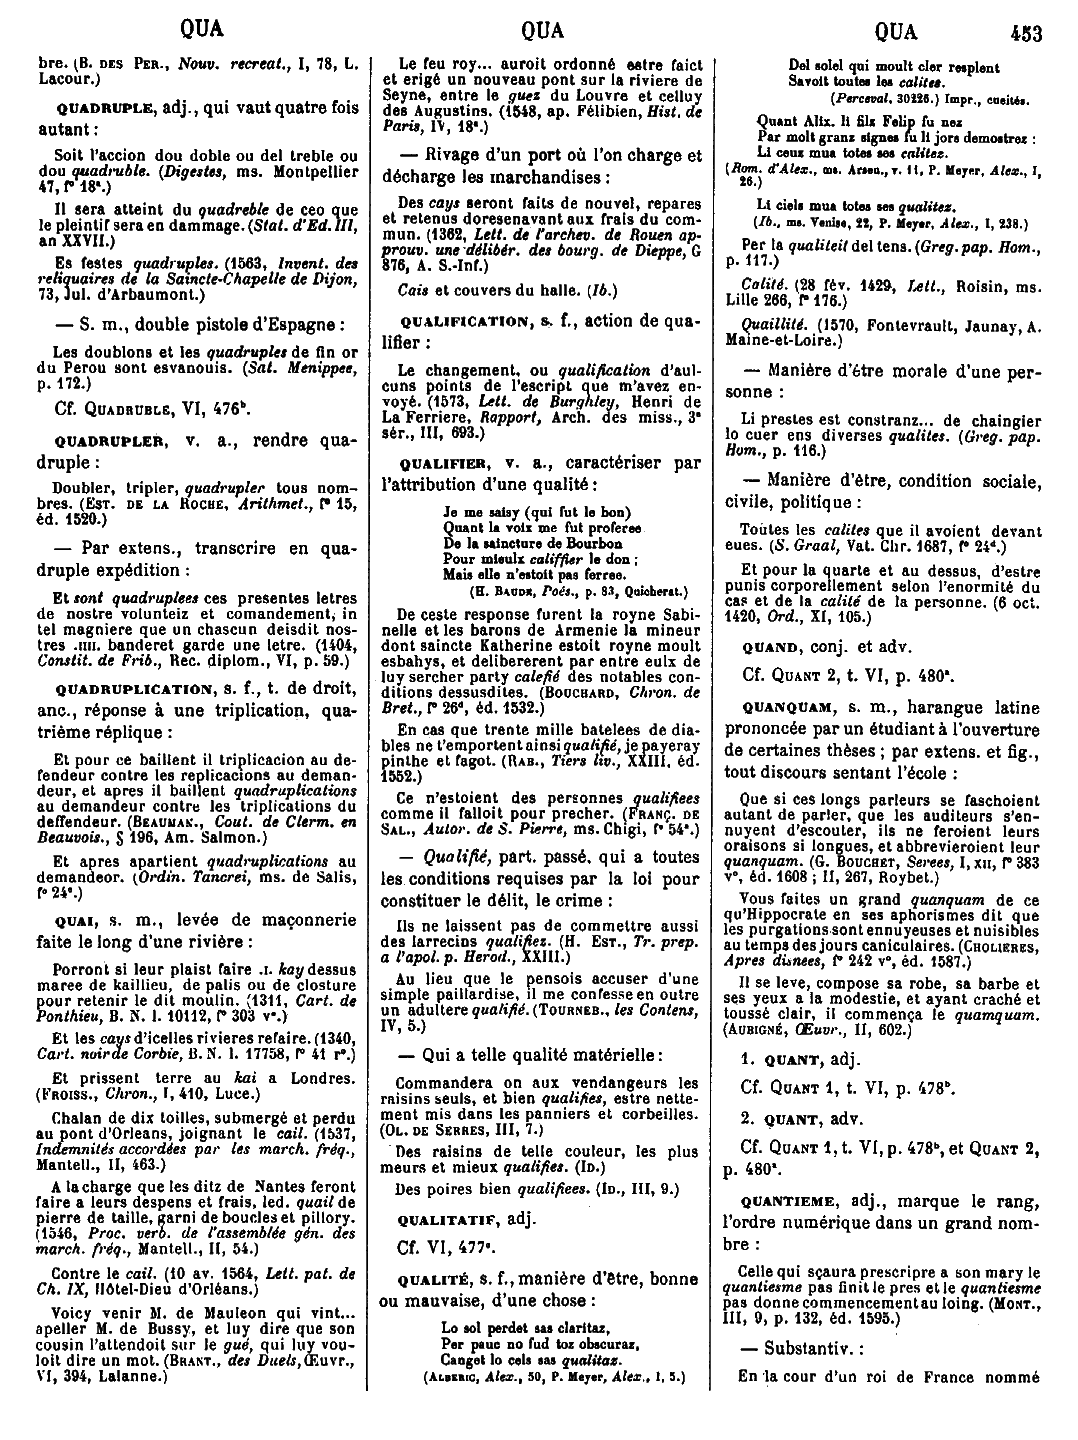 QUA
QUA
QUA
453
bre. (B. DES PER., Nouv. recreat., I, 78, L.
Lacour.)
QUADRUPLE, adj., qui vaut quatre fois
autant :
Soit l'accion dou doble ou del treble ou
dou quadruble. (Digestes, ms. Montpellier
47, f° 18ª.)
Il sera atteint du quadreble de ceo que
le pleintif sera en dammage. (Stat. d'Ed. III,
an XXVII.)
Es festes quadruples. (1563, Invent. des
reliquaires de la Saincte-Chapelle de Dijon,
73, Jul. d'Arbaumont.)
— S. m., double pistole d'Espagne :
Les doublons et les quadruples de fin or
du Perou sont esvanouis. (Sat. Menippee,
p. 172.)
Cf. QUADRUBLE, VI, 476ᵇ.
QUADRUPLER, v. a., rendre qua-
druple :
Doubler, tripler, quadrupler tous nom-
bres. (EST. DE LA ROCHE, Arithmet., f° 15,
éd. 1520.)
— Par extens., transcrire en qua-
druple expédition :
Et sont quadruplees ces presentes letres
de nostre volunteiz et comandement, in
tel magniere que un chascun deisdit nos-
tres .IIII. banderet garde une letre. (1404,
Constit. de Frib., Rec. diplom., VI, p. 59.)
QUADRUPLICATION, s. f., t. de droit,
anc., réponse à une triplication, qua-
trième réplique :
Et pour ce baillent il triplicacion au de-
fendeur contre les replicacions au deman-
deur, et apres il baillent quadruplications
au demandeur contre les triplications du
deffendeur. (BEAUMAN., Cout. de Clerm. en
Beauvois., § 196, Am. Salmon.)
Et apres apartient quadruplications au
demandeor. (Ordin. Tancrei, ms. de Salis,
f° 24ª.)
QUAI, s. m., levée de maçonnerie
faite le long d'une rivière :
Porront si leur plaist faire .I. kay dessus
maree de kaillieu, de palis ou de closture
pour retenir le dit moulin. (1311, Cart. de
Ponthieu, B. N. l. 10112, f° 303 v°.)
Et les cays d'icelles rivieres refaire. (1340,
Cart. noir de Corbie, B. N. l. 17758, f° 41 r°.)
Et prissent terre au kai a Londres.
(FROISS., Chron., I, 410, Luce.)
Chalan de dix toilles, submergé et perdu
au pont d'Orleans, joignant le cail. (1537,
Indemnités accordées par les march. fréq.,
Mantell., II, 463.)
A la charge que les ditz de Nantes feront
faire a leurs despens et frais, led. quail de
pierre de taille, garni de boucles et pillory.
(1546, Proc. verb. de l'assemblée gén. des
march. fréq., Mantell., II, 54.)
Contre le cail. (10 av. 1564, Lett. pat. de
Ch. IX, Hôtel-Dieu d'Orléans.)
Voicy venir M. de Mauleon qui vint...
apeller M. de Bussy, et luy dire que son
cousin l'attendoit sur le gué, qui luy vou-
loit dire un mot. (BRANT., des Duels, Œuvr.,
VI, 394, Lalanne.)
Le feu roy... auroit ordonné estre faict
et erigé un nouveau pont sur la riviere de
Seyne, entre le guez du Louvre et celluy
des Augustins. (1548, ap. Félibien, Hist. de
Paris, IV, 18ª.)
— Rivage d'un port où l'on charge et
décharge les marchandises :
Des cays seront faits de nouvel, repares
et retenus doresenavant aux frais du com-
mun. (1362, Lett. de l'archev. de Rouen ap-
prouv. une délibér. des bourg. de Dieppe, G
876, A. S.-Inf.)
Cais et couvers du halle. (Ib.)
QUALIFICATION, s. f., action de qua-
lifier :
Le changement, ou qualification d'aul-
cuns points de l'escript que m'avez en-
voyé. (1573, Lett. de Burghley, Henri de
La Ferriere, Rapport, Arch. des miss., 3ᵉ
sér., III, 693.)
QUALIFIER, v. a., caractériser par
l'attribution d'une qualité :
Je me saisy (qui fut le bon)
Quant la voix me fut proferee
De la saincture de Bourbon
Pour mieulx califfier le don ;
Mais elle n'estoit pas ferree.
(H. BAUDE, Poés., p. 83, Quicherat.)
De ceste response furent la royne Sabi-
nelle et les barons de Armenie la mineur
dont saincte Katherine estoit royne moult
esbahys, et delibererent par entre eulx de
luy sercher party calefié des notables con-
ditions dessusdites. (BOUCHARD, Chron. de
Bret., f° 26ᵈ, éd. 1532.)
En cas que trente mille batelees de dia-
bles ne t'emportent ainsi qualifié, je payeray
pinthe et fagot. (RAB., Tiers liv., XXIII, éd.
1552.)
Ce n'estoient des personnes qualifiees
comme il falloit pour precher. (FRANÇ. DE
SAL., Autor. de S. Pierre, ms. Chigi, f° 54ª.)
— Qualifié, part. passé, qui a toutes
les conditions requises par la loi pour
constituer le délit, le crime :
Ils ne laissent pas de commettre aussi
des larrecins qualifiez. (H. EST., Tr. prep.
a l'apol. p. Herod., XXIII.)
Au lieu que le pensois accuser d'une
simple paillardise, il me confesse en outre
un adultere qualifié. (TOURNEB., les Contens,
IV, 5.)
— Qui a telle qualité matérielle :
Commandera on aux vendangeurs les
raisins seuls, et bien qualifies, estre nette-
ment mis dans les panniers et corbeilles.
(OL. DE SERRES, III, 7.)
Des raisins de telle couleur, les plus
meurs et mieux qualifies. (ID.)
Des poires bien qualifiees. (ID., III, 9.)
QUALITATIF, adj.
Cf. VI, 477ᵉ.
QUALITÉ, s. f., manière d'être, bonne
ou mauvaise, d'une chose :
Lo sol perdet sas claritaz,
Per pauc no fud toz obscuraz,
Canget lo cels sas qualitaz.
(ALBERIC, Alex., 50, P. Meyer, Alex., I, 5.)
Del solel qui moult cler resplent
Savoit toutes les calites.
(Perceval, 30226.) Impr., cueités.
Quant Alix. li filx Felip fu nez
Par molt granz signes fu li jors demostrez :
Li ceux mua totes ses calitez.
(Rom. d'Alex., ms. Arsen., v. 11, P. Meyer, Alex., I,
26.)
Li ciels mua totes ses qualitez.
(Ib., ms. Venise, 22, P. Meyer, Alex., I, 238.)
Per la qualiteit del tens. (Greg. pap. Hom.,
p. 117.)
Calité. (28 fév. 1429, Lett., Roisin, ms.
Lille 266, f° 176.)
Quaillité. (1570, Fontevrault, Jaunay, A.
Maine-et-Loire.)
— Manière d'être morale d'une per-
sonne :
Li prestes est constranz... de chaingier
lo cuer ens diverses qualites. (Greg. pap.
Hom., p. 116.)
— Manière d'être, condition sociale,
civile, politique :
Toutes les calites que il avoient devant
eues. (S. Graal, Vat. Chr. 1687, f° 24ᵈ.)
Et pour la quarte et au dessus, d'estre
punis corporellement selon l'enormité du
cas et de la calité de la personne. (6 oct.
1420, Ord., XI, 105.)
QUAND, conj. et adv.
Cf. QUANT 2, t. VI, p. 480ª.
QUANQUAM, s. m., harangue latine
prononcée par un étudiant à l'ouverture
de certaines thèses ; par extens. et fig.,
tout discours sentant l'école :
Que si ces longs parleurs se faschoient
autant de parler, que les auditeurs s'en-
nuyent d'escouter, ils ne feroient leurs
oraisons si longues, et abbrevieroient leur
quanquam. (G. BOUCHET, Serees, I, XII, f° 383
v°, éd. 1608 ; II, 267, Roybet.)
Vous faites un grand quanquam de ce
qu'Hippocrate en ses aphorismes dit que
les purgations sont ennuyeuses et nuisibles
au temps des jours caniculaires. (CHOLIERES,
Apres disnees, f° 242 v°, éd. 1587.)
Il se leve, compose sa robe, sa barbe et
ses yeux a la modestie, et ayant craché et
toussé clair, il commença le quamquam.
(AUBIGNÉ, Œuvr., II, 602.)
1. QUANT, adj.
Cf. QUANT 1, t. VI, p. 478ᵇ.
2. QUANT, adv.
Cf. QUANT 1, t. VI, p. 478ᵇ, et QUANT 2,
p. 480ª.
QUANTIEME, adj., marque le rang,
l'ordre numérique dans un grand nom-
bre :
Celle qui sçaura prescripre a son mary le
quantiesme pas finit le pres et le quantiesme
pas donne commencement au loing. (MONT.,
III, 9, p. 132, éd. 1595.)
— Substantiv. :
En la cour d'un roi de France nommé